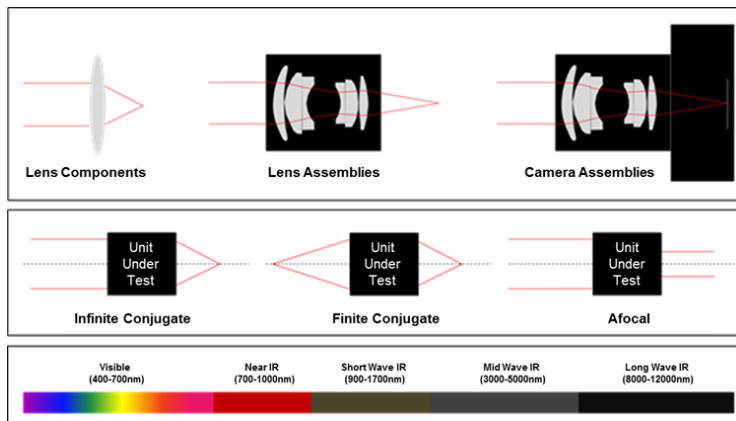 Lens Components
Lens Assemblies
Camera Assemblies
Unit
Under
Test
Unit
Under
Test
Unit
Under
Test
Infinite Conjugate
Finite Conjugate
Afocal
Visible
(400-700nm)
Near IR
(700-1000nm)
Short Wave IR
(900-1700nm)
Mid Wave IR
(3000-5000nm)
Long Wave IR
(8000-12000nm)